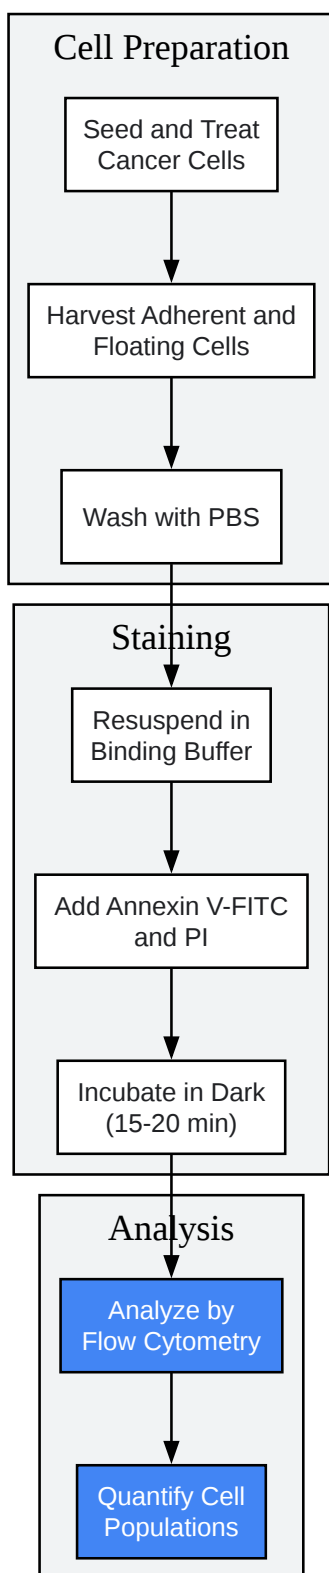 Cell Preparation
Seed and Treat
Cancer Cells
Harvest Adherent and
Floating Cells
Wash with PBS
Staining
Resuspend in
Binding Buffer
Add Annexin V-FITC
and PI
Incubate in Dark
(15-20 min)
Analysis
Analyze by
Flow Cytometry
Quantify Cell
Populations